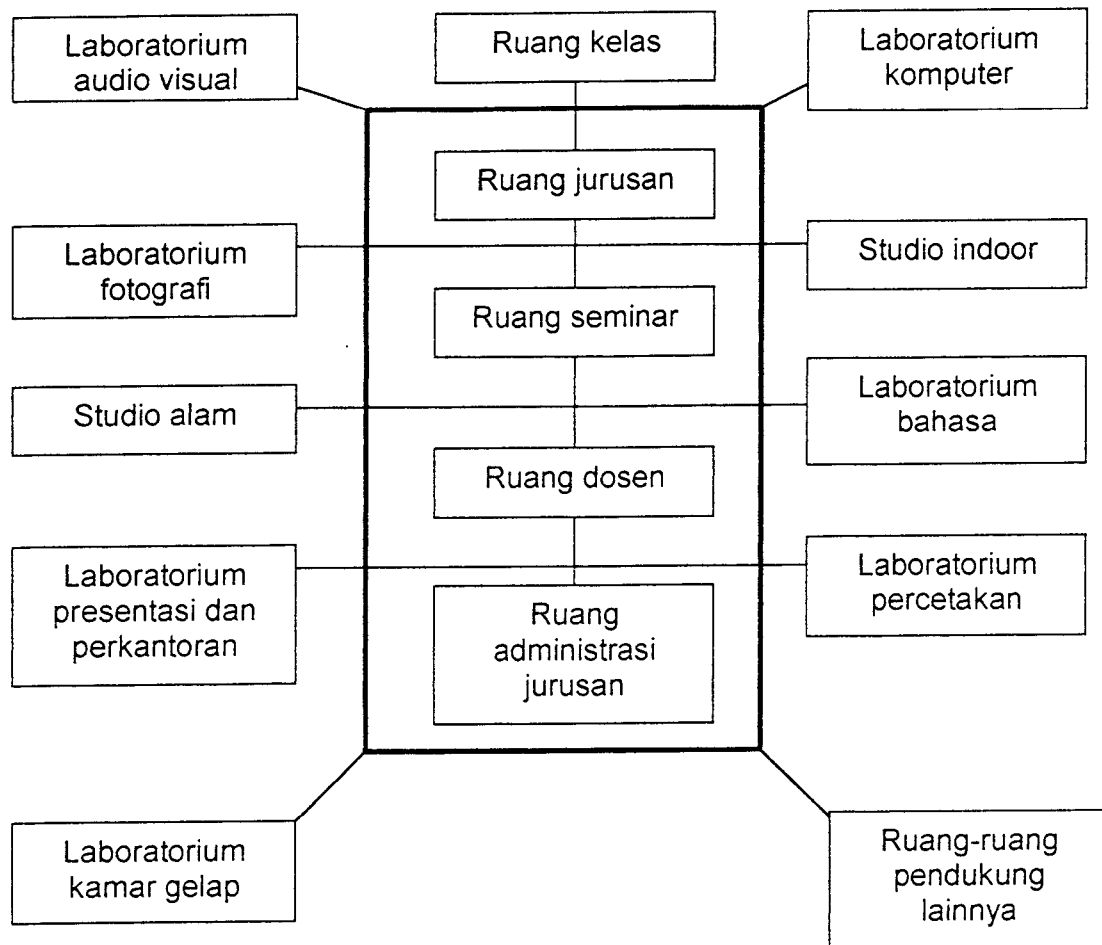 Laboratorium
audio visual
Ruang kelas
Laboratorium
komputer
Ruang jurusan
Laboratorium
fotografi
Studio indoor
Ruang seminar
Studio alam
Laboratorium
bahasa
Ruang dosen
Laboratorium
presentasi dan
perkantoran
Laboratorium
percetakan
Ruang
administrasi
jurusan
Laboratorium
kamar gelap
Ruang-ruang
pendukung
lainnya